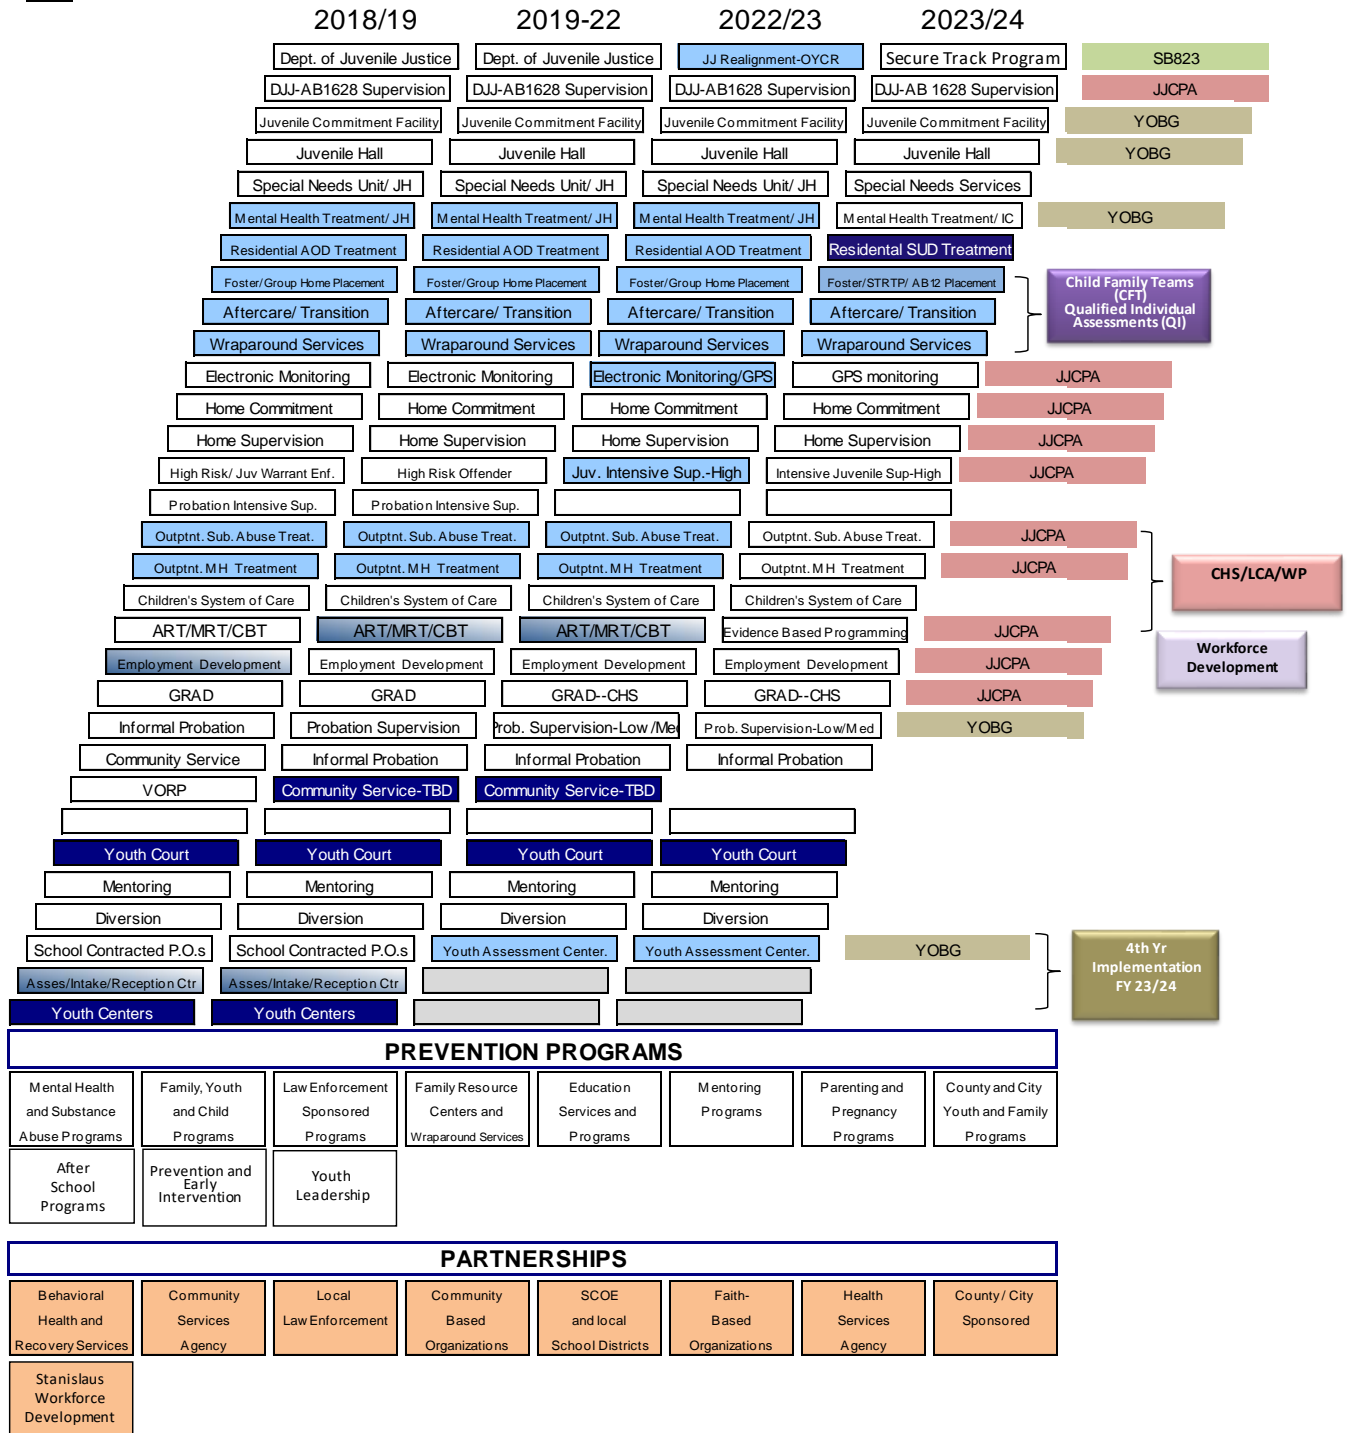 2018/19 2019-22 2022/23 2023/24
Dept. of Juvenile Justice Dept. of Juvenile Justice JJ Realignment-OYCR Secure Track Program SB823
DJJ-AB1628 Supervision DJJ-AB1628 Supervision DJJ-AB1628 Supervision DJJ-AB 1628 Supervision JJCPA
Juvenile Commitment Facility Juvenile Commitment Facility Juvenile Commitment Facility Juvenile Commitment Facility YOBG
Juvenile Hall Juvenile Hall Juvenile Hall Juvenile Hall YOBG
Special Needs Unit/ JH Special Needs Unit/ JH Special Needs Unit/ JH Special Needs Services
Mental Health Treatment/ JH Mental Health Treatment/ JH Mental Health Treatment/ JH Mental Health Treatment/ IC YOBG
Residential AOD Treatment Residential AOD Treatment Residential AOD Treatment Residental SUD Treatment
Foster/Group Home Placement Foster/Group Home Placement Foster/Group Home Placement Foster/STRTP/ AB12 Placement
Aftercare/ Transition Aftercare/ Transition Aftercare/ Transition Aftercare/ Transition
Wraparound Services Wraparound Services Wraparound Services Wraparound Services
Child Family Teams
(CFT)
Qualified Individual
Assessments (QI)
Electronic Monitoring Electronic Monitoring Electronic Monitoring/GPS GPS monitoring JJCPA
Home Commitment Home Commitment Home Commitment Home Commitment JJCPA
Home Supervision Home Supervision Home Supervision Home Supervision JJCPA
High Risk/ Juv Warrant Enf. High Risk Offender Juv. Intensive Sup.-High Intensive Juvenile Sup-High JJCPA
Probation Intensive Sup. Probation Intensive Sup.
Outptnt. Sub. Abuse Treat. Outptnt. Sub. Abuse Treat. Outptnt. Sub. Abuse Treat. Outptnt. Sub. Abuse Treat. JJCPA
Outptnt. MH Treatment Outptnt. MH Treatment Outptnt. MH Treatment Outptnt. MH Treatment JJCPA
CHS/LCA/WP
Children's System of Care Children's System of Care Children's System of Care Children's System of Care
ART/MRT/CBT ART/MRT/CBT ART/MRT/CBT Evidence Based Programming JJCPA
Workforce
Development
Employment Development Employment Development Employment Development Employment Development JJCPA
GRAD GRAD GRAD--CHS GRAD--CHS JJCPA
Informal Probation Probation Supervision Prob. Supervision-Low /Med Prob. Supervision-Low/Med YOBG
Community Service Informal Probation Informal Probation Informal Probation
VORP Community Service-TBD Community Service-TBD
Youth Court Youth Court Youth Court Youth Court
Mentoring Mentoring Mentoring Mentoring
Diversion Diversion Diversion Diversion
School Contracted P.O.s School Contracted P.O.s Youth Assessment Center. Youth Assessment Center. YOBG
Asses/Intake/Reception Ctr Asses/Intake/Reception Ctr
Youth Centers Youth Centers
4th Yr
Implementation
FY 23/24
PREVENTION PROGRAMS
Mental Health Family, Youth Law Enforcement Family Resource Education Mentoring Parenting and County and City
and Substance and Child Sponsored Centers and Services and Programs Pregnancy Youth and Family
Abuse Programs Programs Programs Wraparound Services Programs Programs Programs
After
School
Programs
Prevention and
Early
Intervention
Youth
Leadership
PARTNERSHIPS
Behavioral Community Local Community SCOE Faith- Health County / City
Health and Services Law Enforcement Based and local Based Services Sponsored
Recovery Services Agency Organizations School Districts Organizations Agency
Stanislaus
Workforce
Development